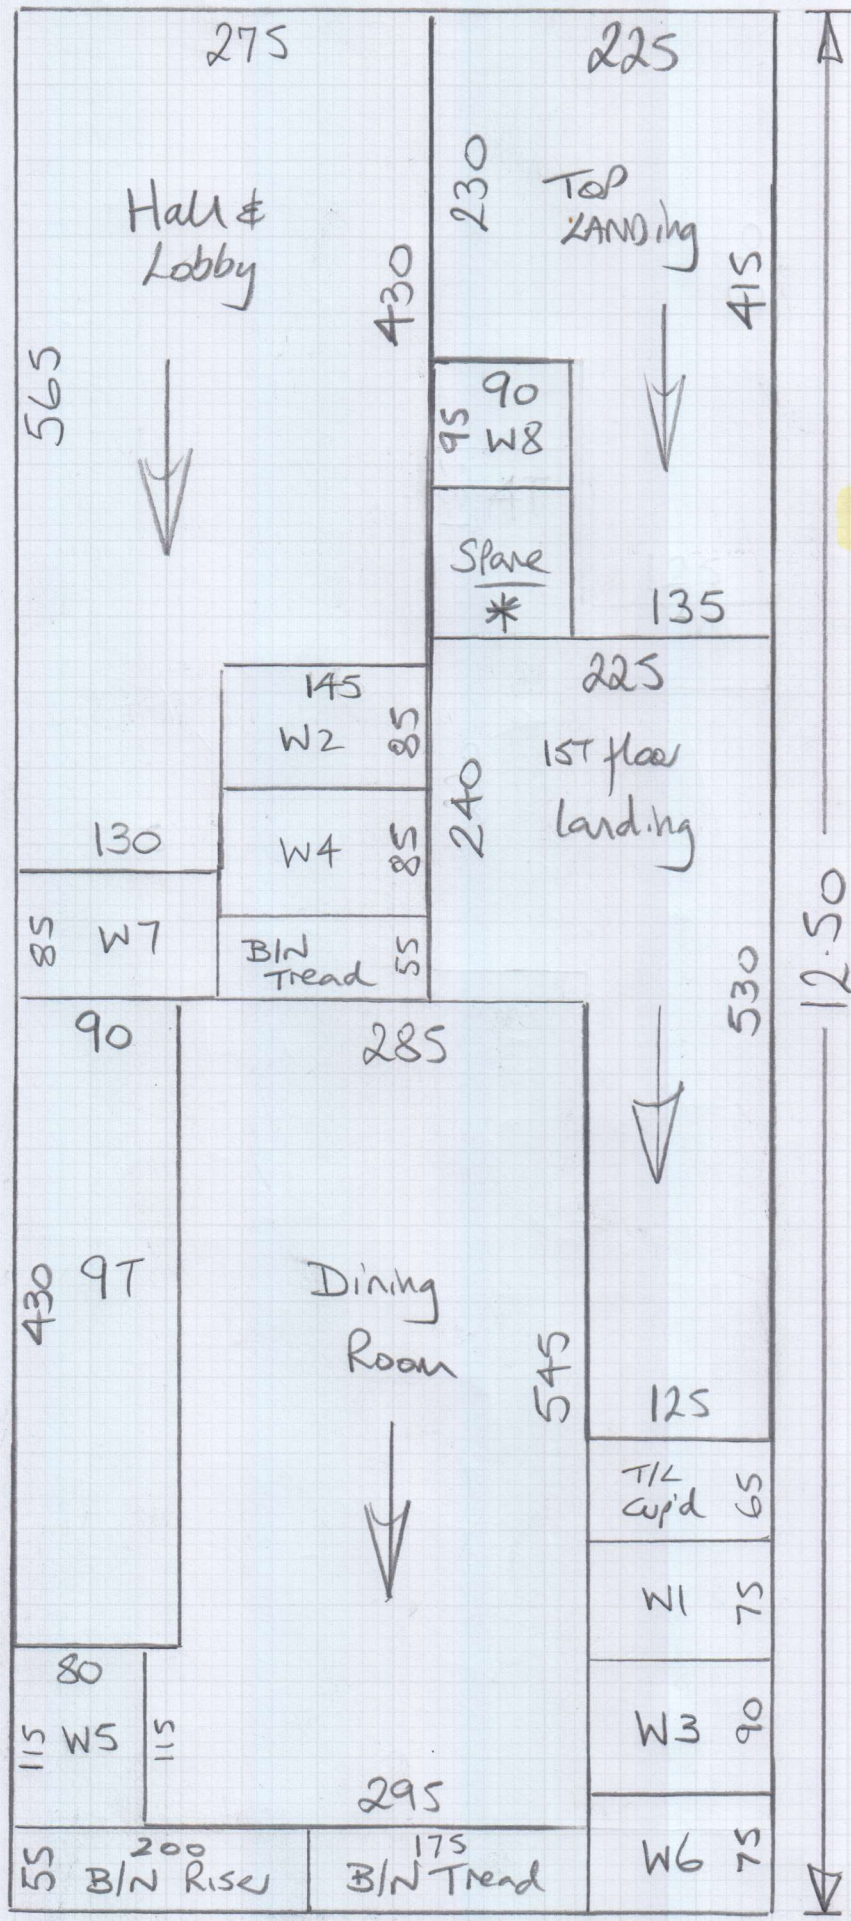 275
225
Hall &
Lobby
230
TOP
LANDing
430
415
565
90
95
W8
Spare
*
135
145
W2
85
225
1ST floor
landing
240
130
W4
85
85
W7
B/N
Tread
55
530
12.50
90
285
430
9T
Dining
Room
545
125
T/L
Cup'd
65
W1
75
80
115
W5
115
W3
90
295
55
200
B/N Riser
175
B/N Tread
W6
75